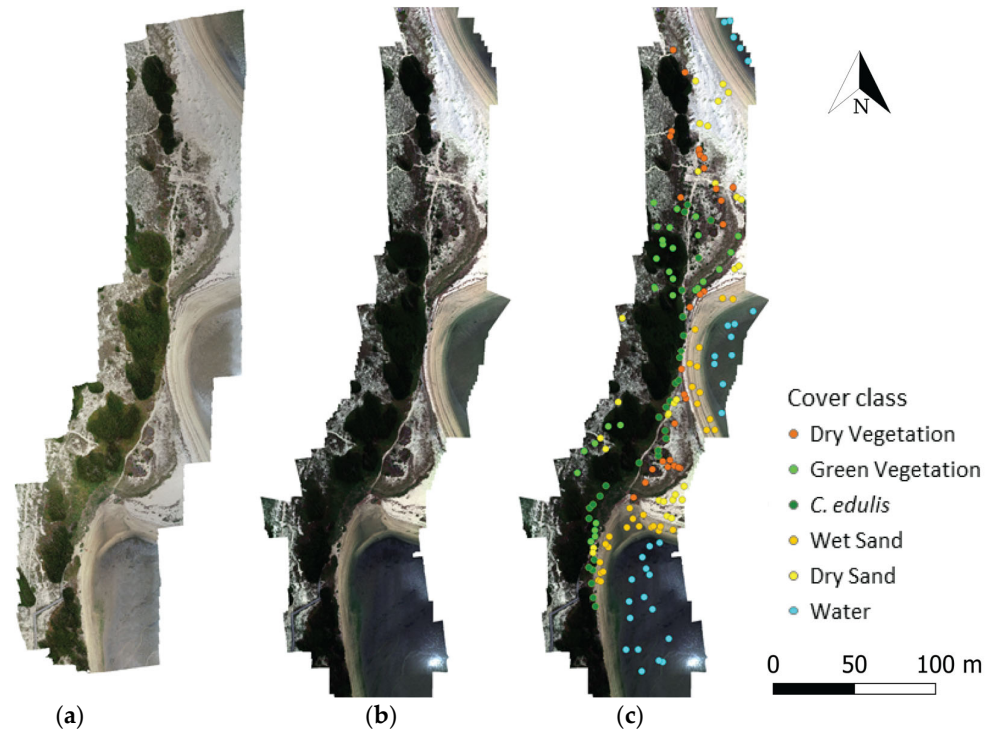 N
Cover class
Dry Vegetation
Green Vegetation
C. edulis
Wet Sand
Dry Sand
Water
0 50 100 m
(a) (b) (c)